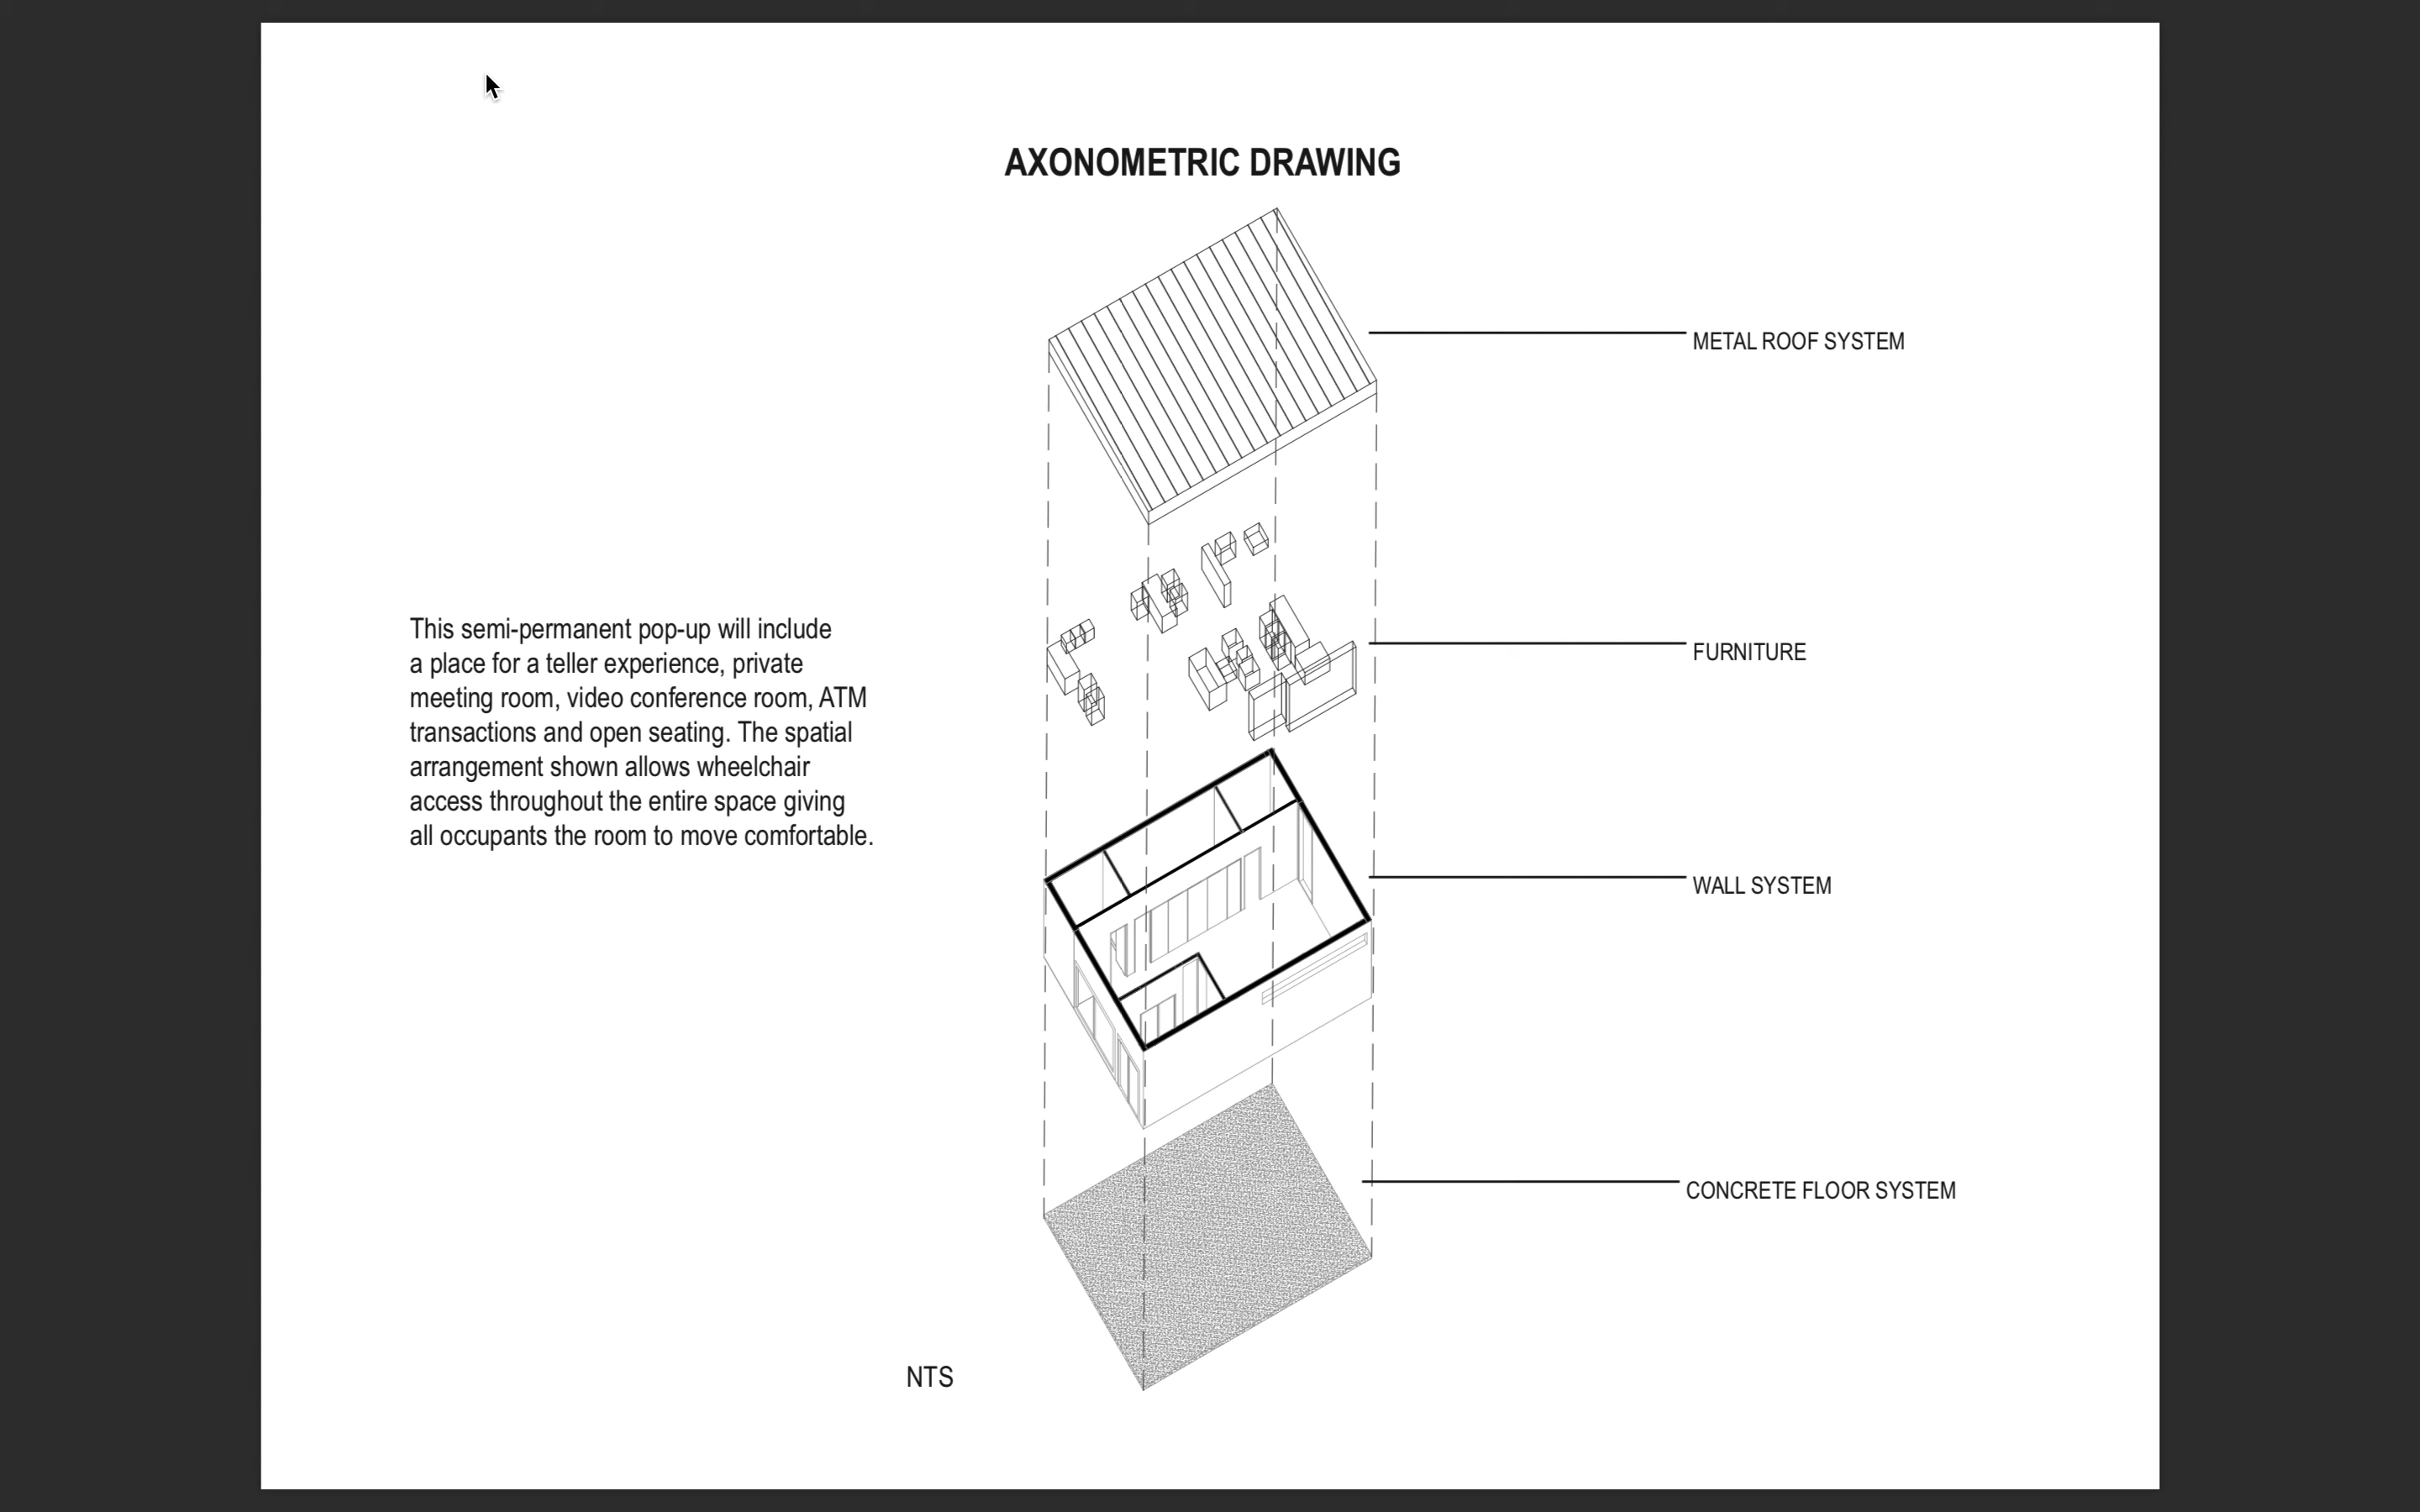 AXONOMETRIC DRAWING
METAL ROOF SYSTEM
This semi-permanent pop-up will include
a place for a teller experience, private
meeting room, video conference room, ATM
transactions and open seating. The spatial
arrangement shown allows wheelchair
access throughout the entire space giving
all occupants the room to move comfortable.
FURNITURE
WALL SYSTEM
CONCRETE FLOOR SYSTEM
NTS